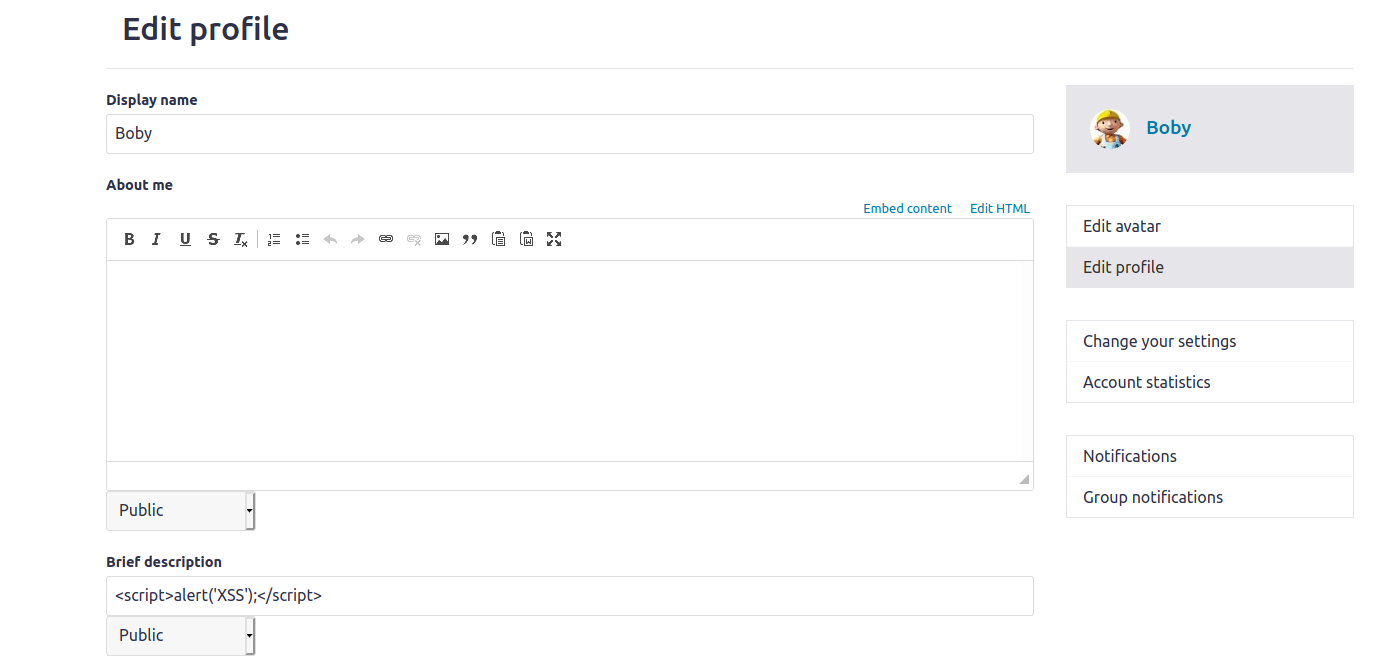 Edit profile
Display name
Boby
About me
Embed content Edit HTML
B I U S Tx
Public
Brief description
<script>alert('XSS');</script>
Public
Boby
Edit avatar
Edit profile
Change your settings
Account statistics
Notifications
Group notifications